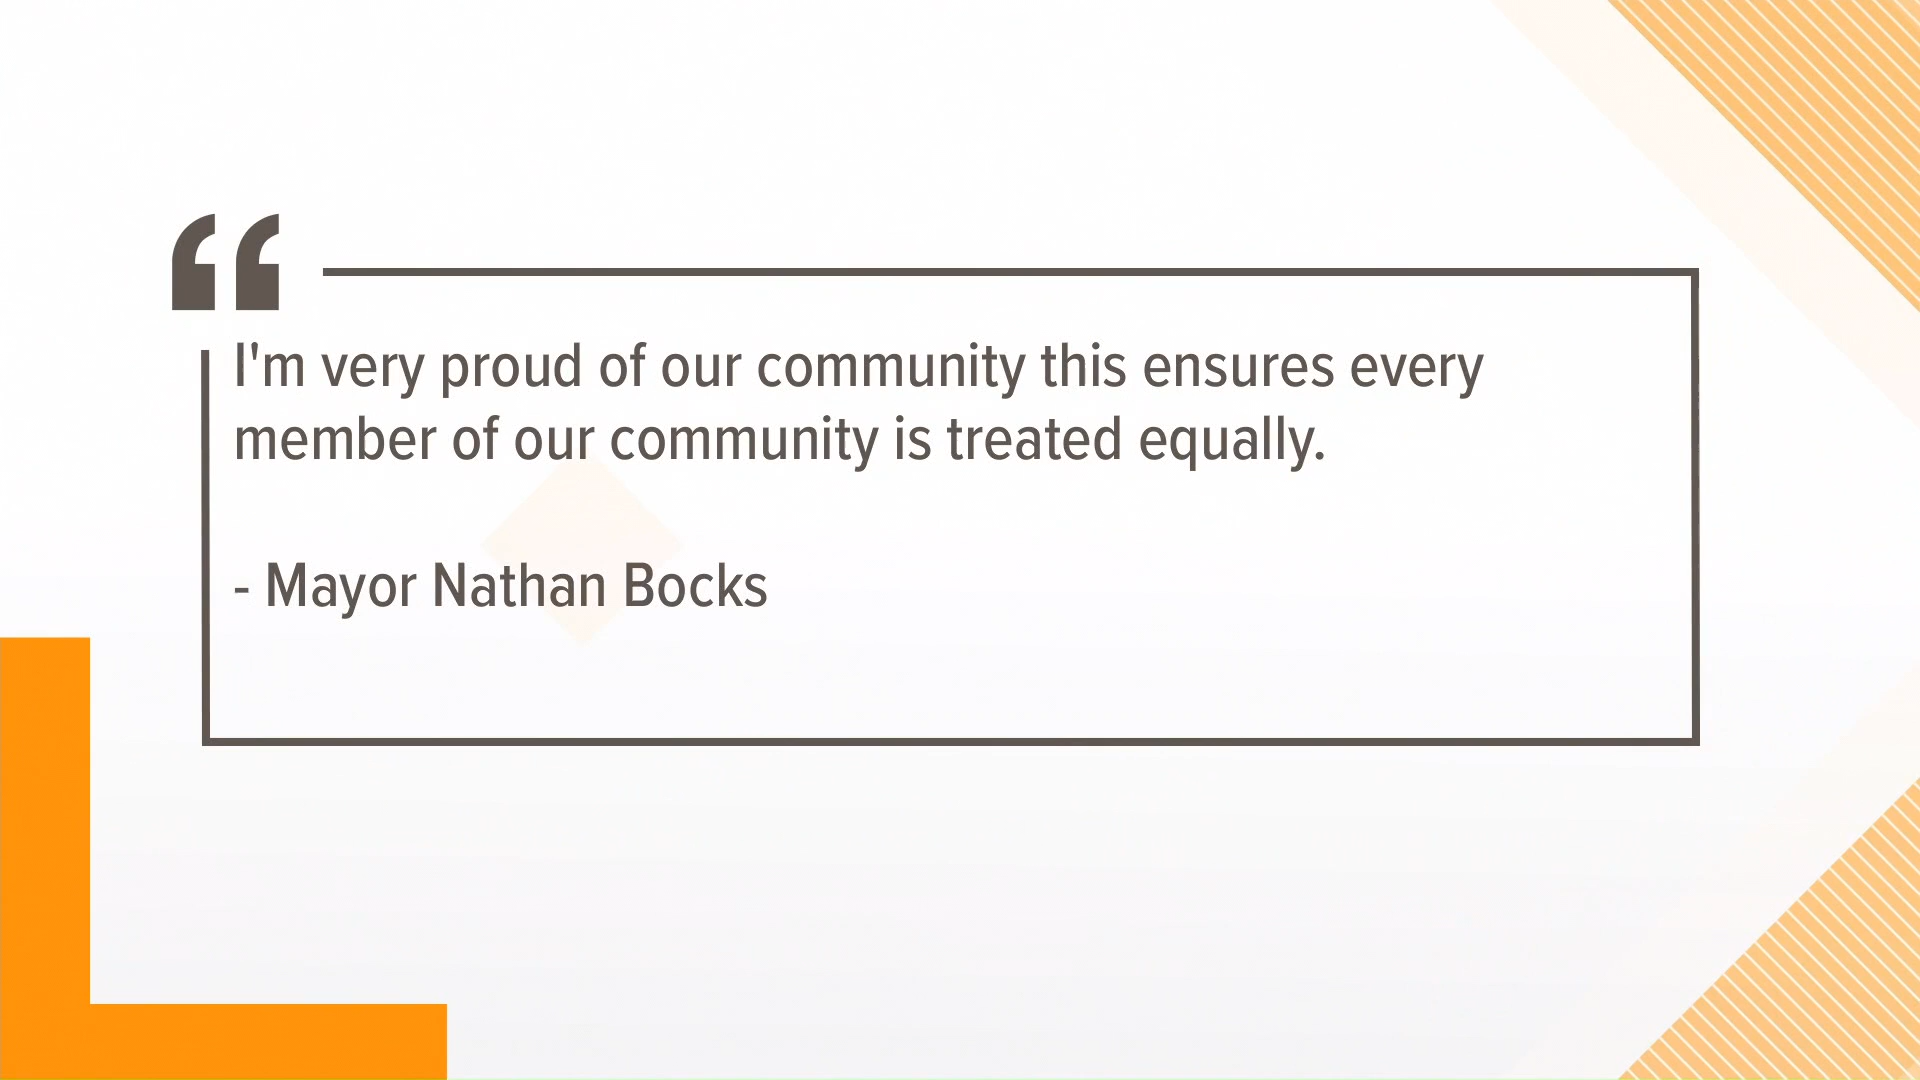 “
I'm very proud of our community this ensures every
member of our community is treated equally.
- Mayor Nathan Bocks